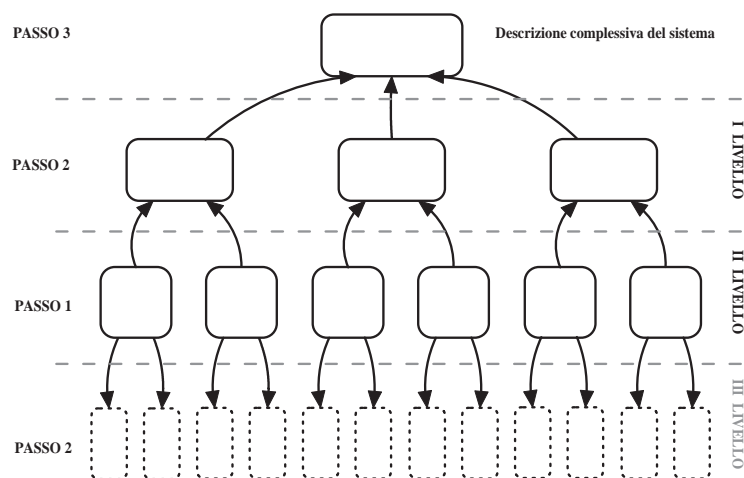 PASSO 3
Descrizione complessiva del sistema
PASSO 2
I LIVELLO
PASSO 1
II LIVELLO
PASSO 2
III LIVELLO